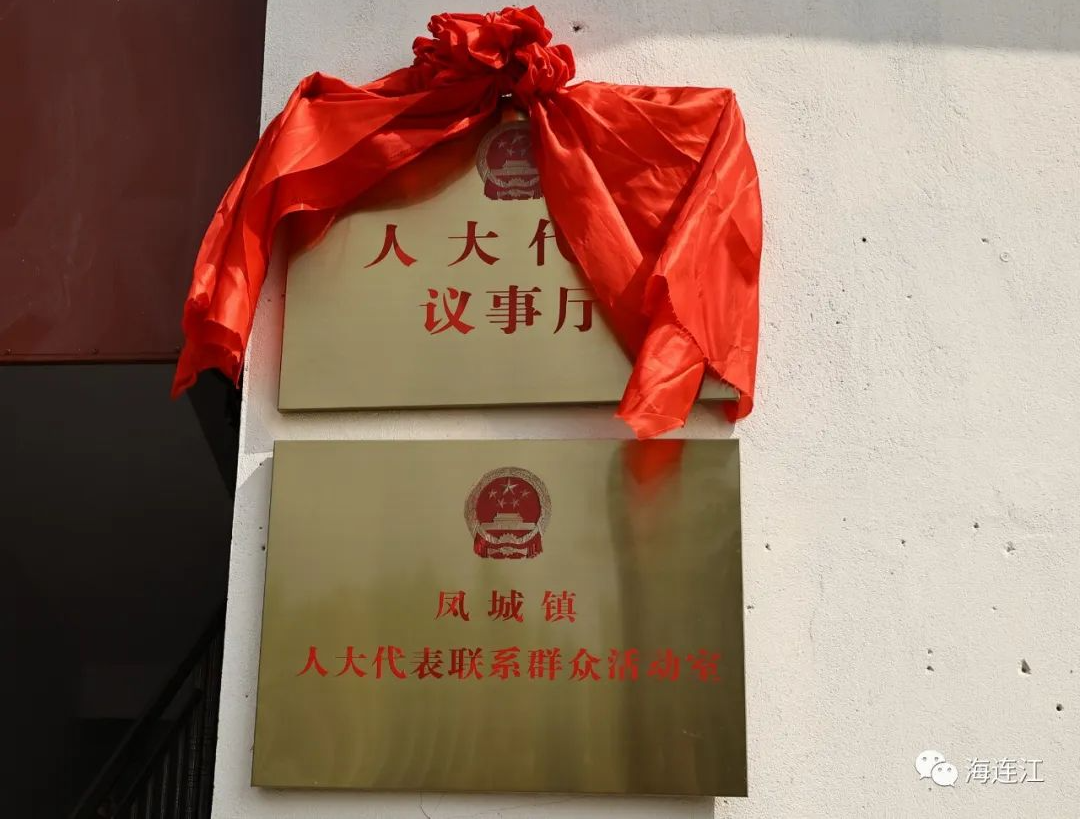 人大代
议事厅
凤城镇
人大代表联系群众活动室
海连江